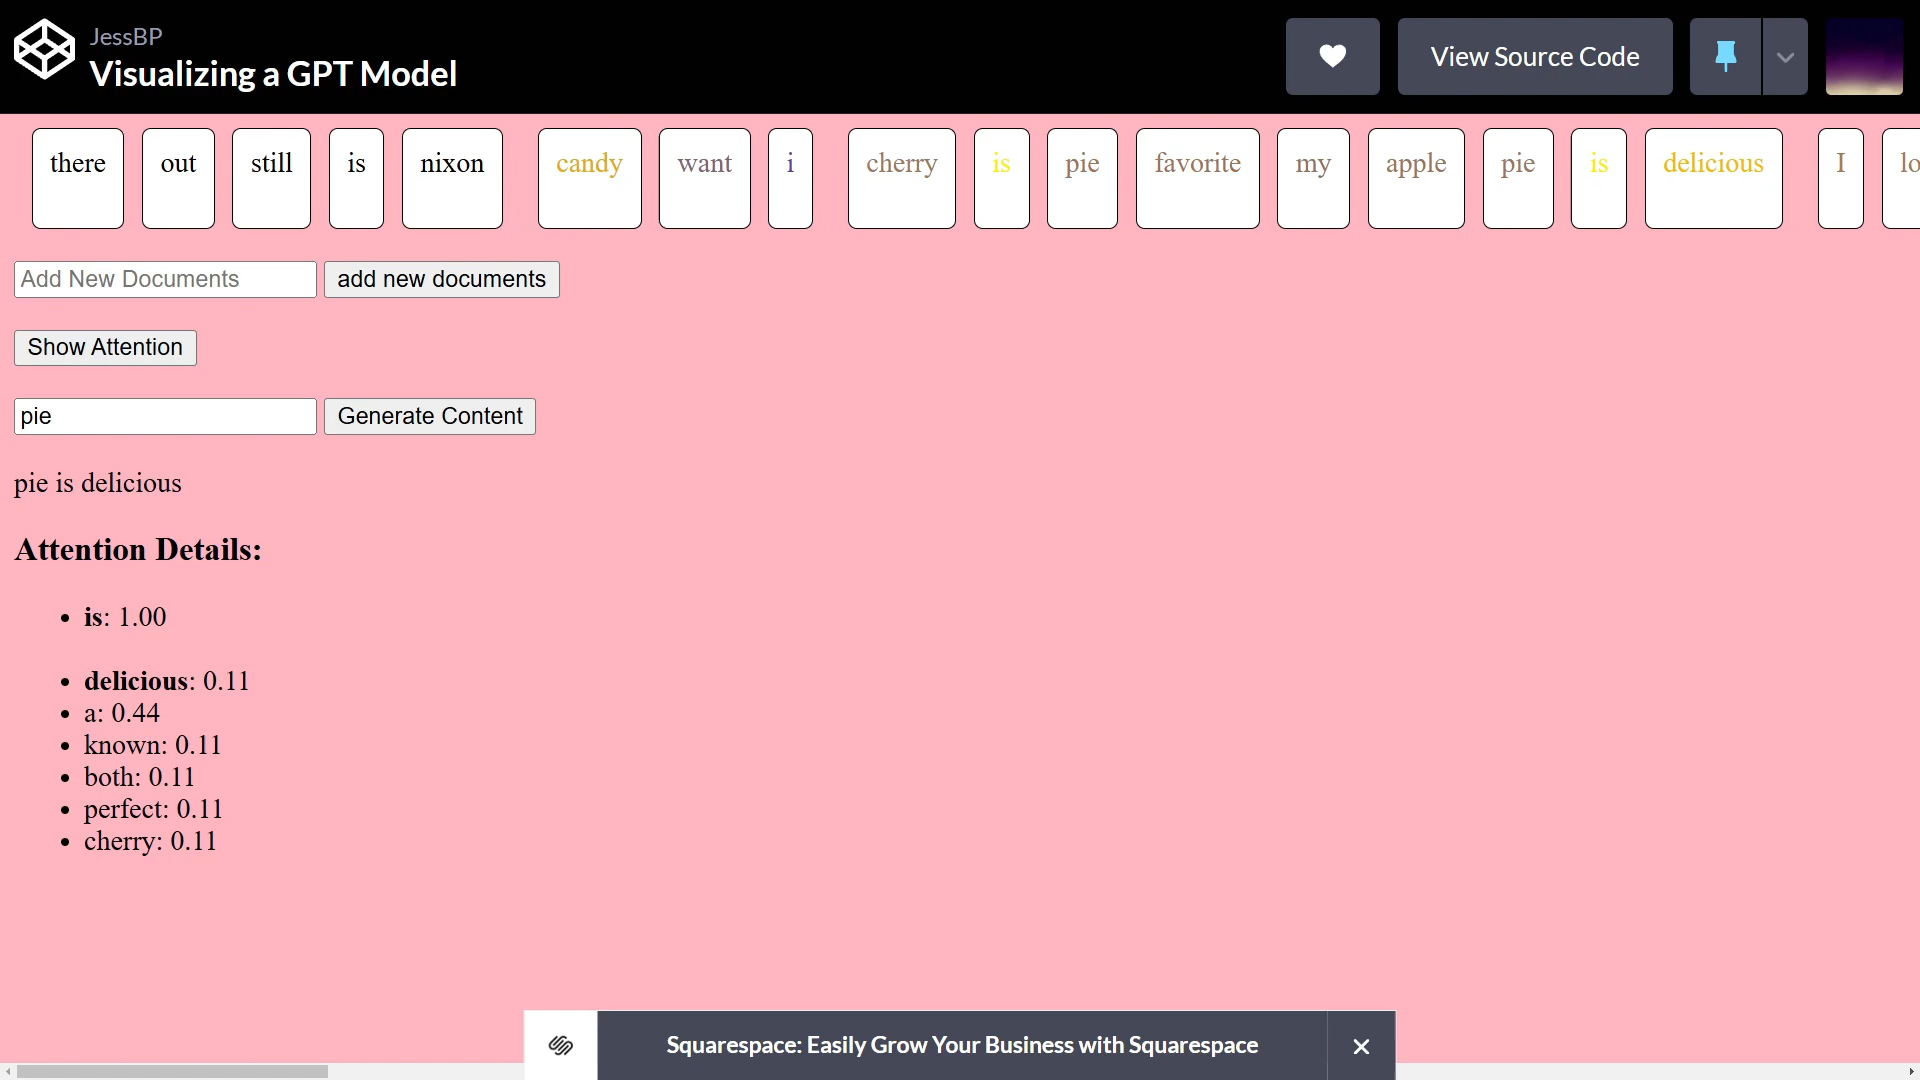 JessBP
Visualizing a GPT Model
View Source Code
there out still is nixon candy want i cherry is pie favorite my apple pie is delicious I lo
Add New Documents add new documents
Show Attention
pie Generate Content
pie is delicious
Attention Details:
• is: 1.00
• delicious: 0.11
• a: 0.44
• known: 0.11
• both: 0.11
• perfect: 0.11
• cherry: 0.11
Squarespace: Easily Grow Your Business with Squarespace